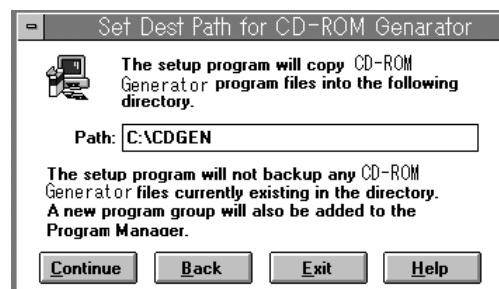 Set Dest Path for CD-ROM Genarator
The setup program will copy CD-ROM
Generator program files into the following
directory.
Path: C:\CDGEN
The setup program will not backup any CD-ROM
Generator files currently existing in the directory.
A new program group will also be added to the
Program Manager.
Continue Back Exit Help